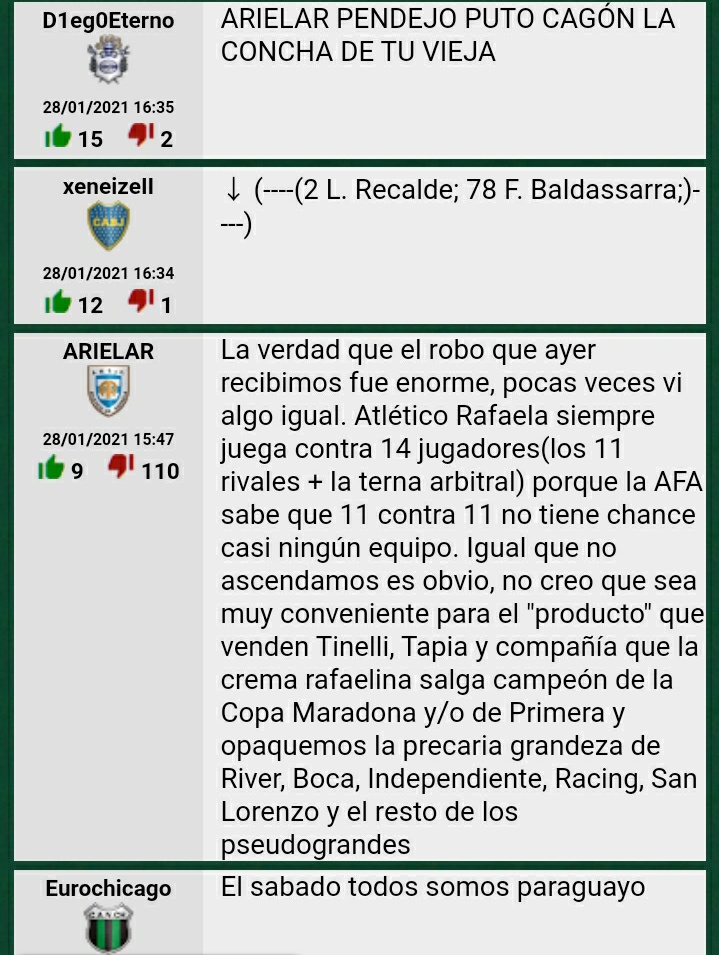 D1eg0Eterno
28/01/2021 16:35
15 2
ARIELAR PENDEJO PUTO CAGÓN LA
CONCHA DE TU VIEJA
xeneizell
CABJ
28/01/2021 16:34
12 1
↓ (----(2 L. Recalde; 78 F. Baldassarra;)-
---)
ARIELAR
28/01/2021 15:47
9 110
La verdad que el robo que ayer
recibimos fue enorme, pocas veces vi
algo igual. Atlético Rafaela siempre
juega contra 14 jugadores(los 11
rivales + la terna arbitral) porque la AFA
sabe que 11 contra 11 no tiene chance
casi ningún equipo. Igual que no
ascendamos es obvio, no creo que sea
muy conveniente para el "producto" que
venden Tinelli, Tapia y compañía que la
crema rafaelina salga campeón de la
Copa Maradona y/o de Primera y
opaquemos la precaria grandeza de
River, Boca, Independiente, Racing, San
Lorenzo y el resto de los
pseudograndes
Eurochicago
El sabado todos somos paraguayo